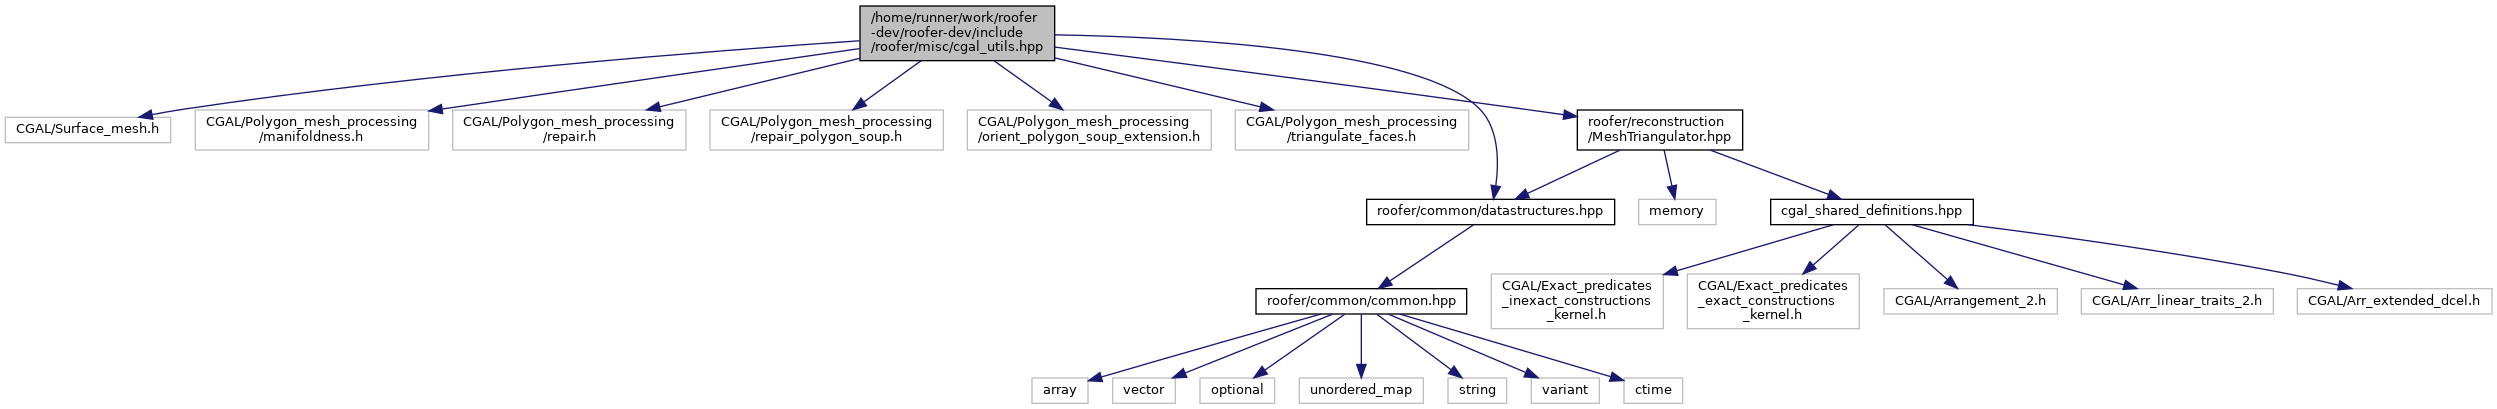 /home/runner/work/roofer
-dev/roofer-dev/include
/roofer/misc/cgal_utils.hpp
CGAL/Surface_mesh.h
CGAL/Polygon_mesh_processing
/manifoldness.h
CGAL/Polygon_mesh_processing
/repair.h
CGAL/Polygon_mesh_processing
/repair_polygon_soup.h
CGAL/Polygon_mesh_processing
/orient_polygon_soup_extension.h
CGAL/Polygon_mesh_processing
/triangulate_faces.h
roofer/reconstruction
/MeshTriangulator.hpp
roofer/common/datastructures.hpp
memory
cgal_shared_definitions.hpp
roofer/common/common.hpp
CGAL/Exact_predicates
_inexact_constructions
_kernel.h
CGAL/Exact_predicates
_exact_constructions
_kernel.h
CGAL/Arrangement_2.h
CGAL/Arr_linear_traits_2.h
CGAL/Arr_extended_dcel.h
array
vector
optional
unordered_map
string
variant
ctime